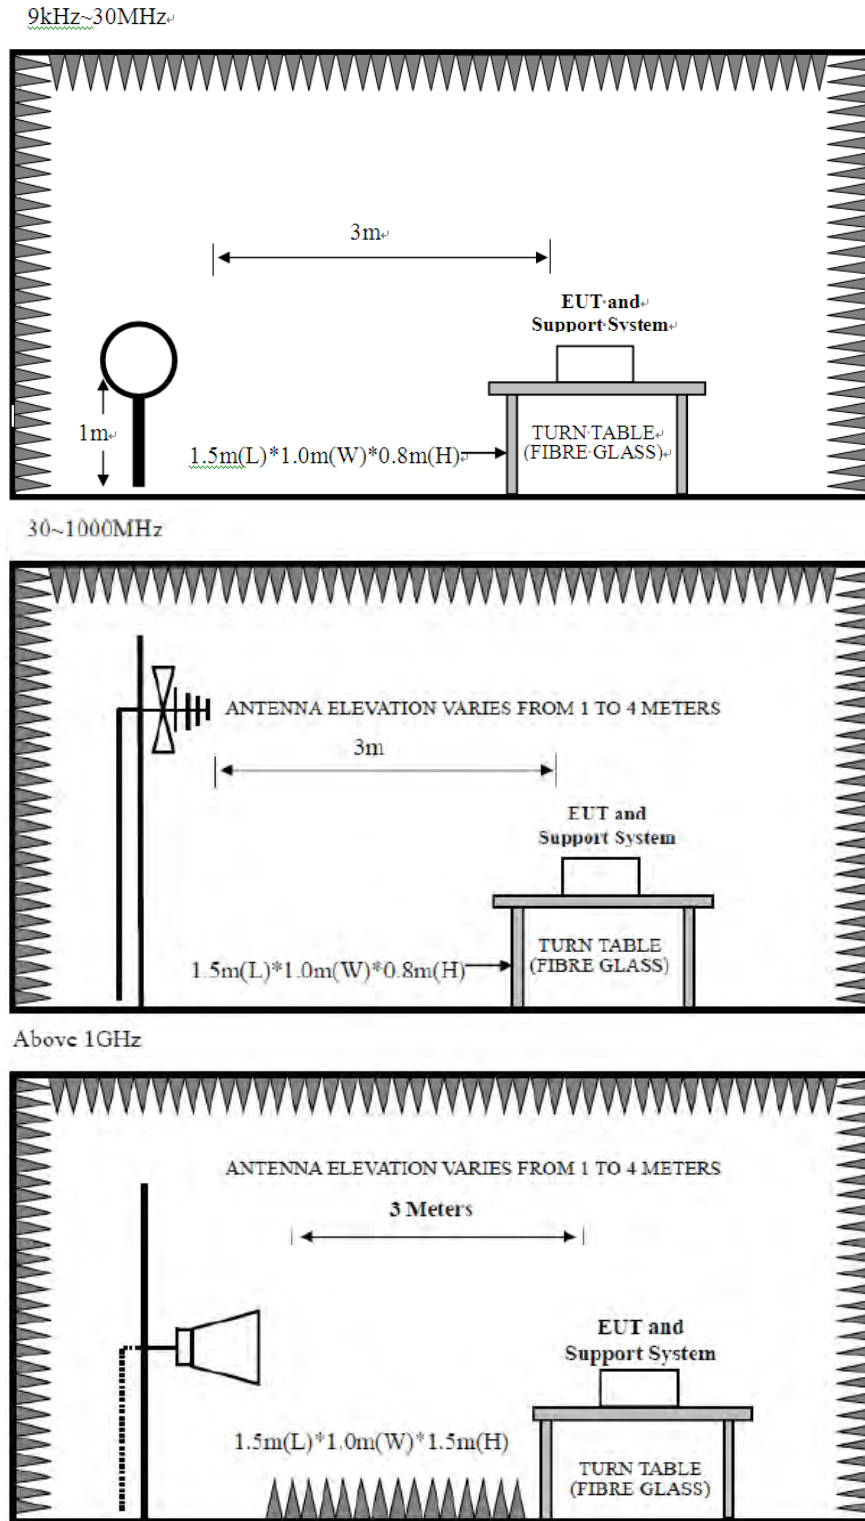 9kHz~30MHz
3m
EUT and
Support System
1m
1.5m(L)*1.0m(W)*0.8m(H)
TURN TABLE
(FIBRE GLASS)
30~1000MHz
ANTENNA ELEVATION VARIES FROM 1 TO 4 METERS
3m
EUT and
Support System
1.5m(L)*1.0m(W)*0.8m(H)
TURN TABLE
(FIBRE GLASS)
Above 1GHz
ANTENNA ELEVATION VARIES FROM 1 TO 4 METERS
3 Meters
EUT and
Support System
1.5m(L)*1.0m(W)*1.5m(H)
TURN TABLE
(FIBRE GLASS)